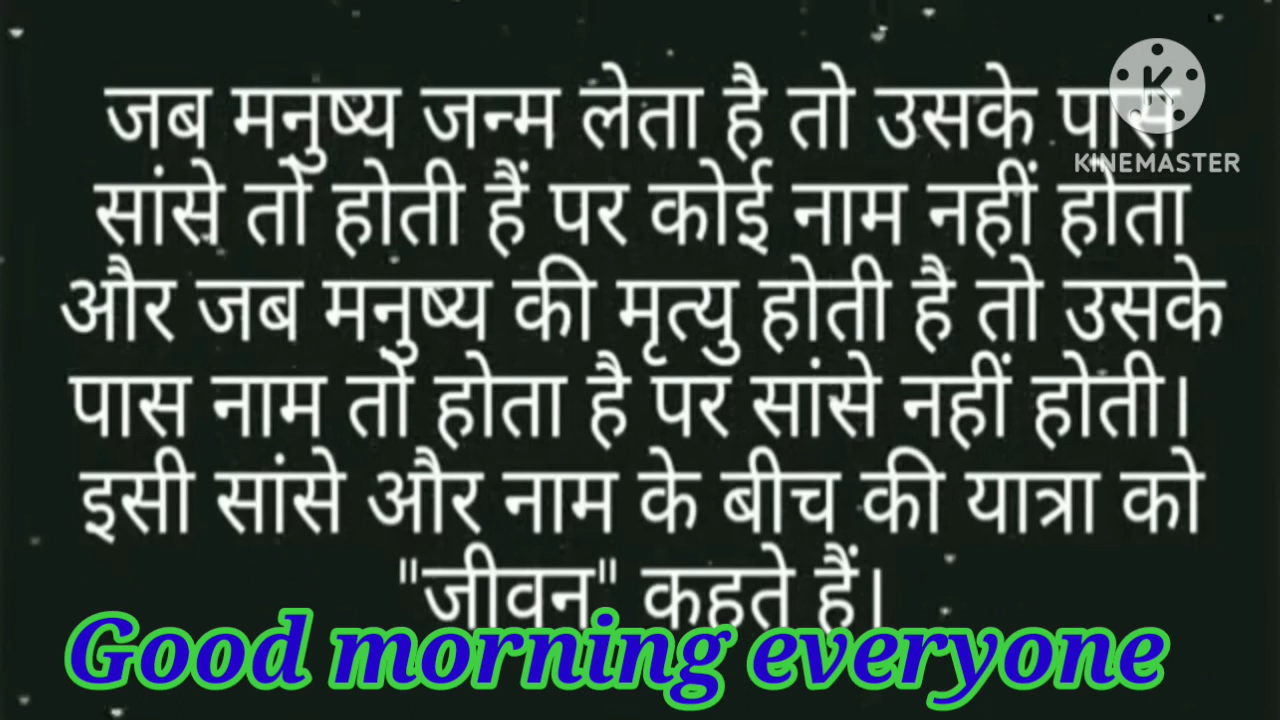 जब मनुष्य जन्म लेता है तो उसके पास
KINEMASTER
सांसे तो होती हैं पर कोई नाम नहीं होता
और जब मनुष्य की मृत्यु होती है तो उसके
पास नाम तो होता है पर सांसे नहीं होती।
इसी सांसे और नाम के बीच की यात्रा को
"जीवन" कहते हैं।
Good morning everyone